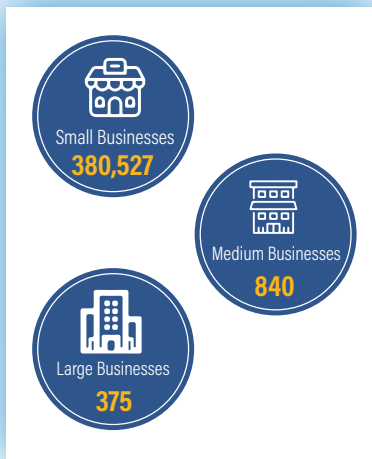 Small Businesses
380,527
Medium Businesses
840
Large Businesses
375